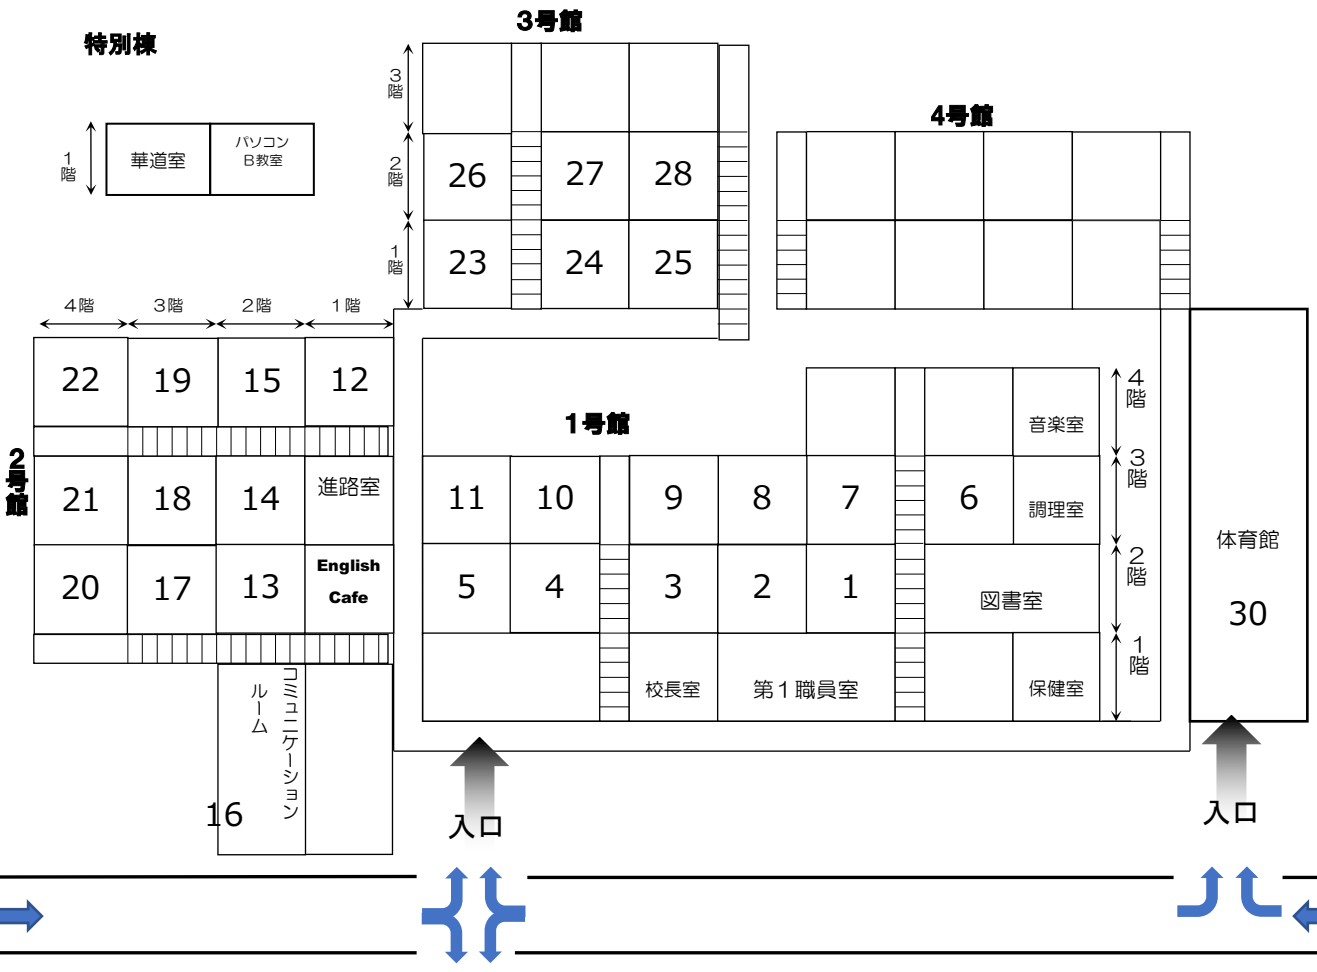 3号館
特別棟
3階
4号館
1階
華道室
パソコン
B教室
2階
26
27
28
1階
23
24
25
4階
3階
2階
1階
22
19
15
12
4階
1号館
音楽室
2号館
3階
21
18
14
進路室
11
10
9
8
7
6
調理室
体育館
2階
20
17
13
English
Cafe
5
4
3
2
1
図書室
30
1階
コミュニケーション
ルーム
校長室
第1職員室
保健室
16
入口
入口